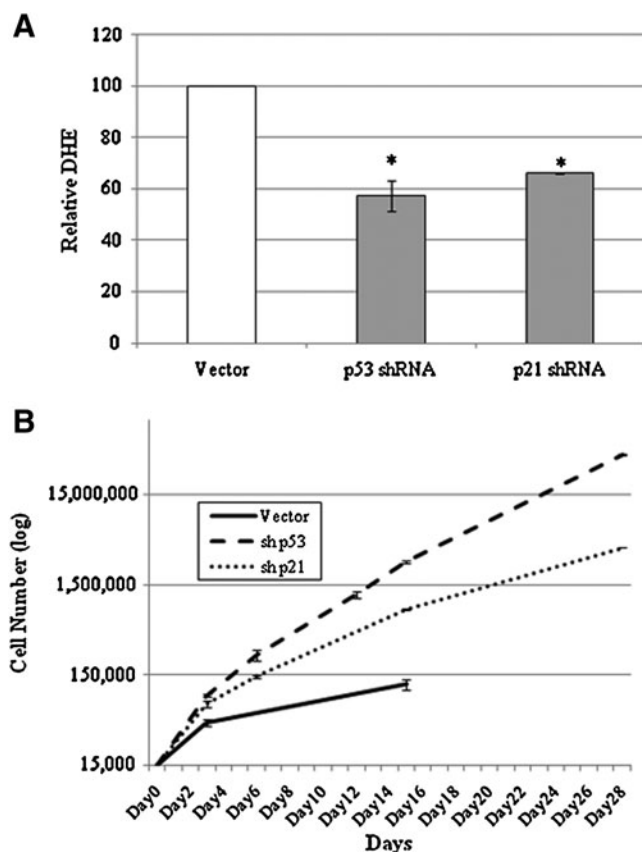 A
120
100
80
60
40
20
0
Relative DHE
*
*
Vector
p53 shRNA
p21 shRNA
B
15,000,000
1,500,000
150,000
15,000
Cell Number (log)
Vector
shp53
shp21
Day0
Day2
Day4
Day6
Day8
Day10
Day12
Day14
Day16
Day18
Day20
Day22
Day24
Day26
Day28
Days